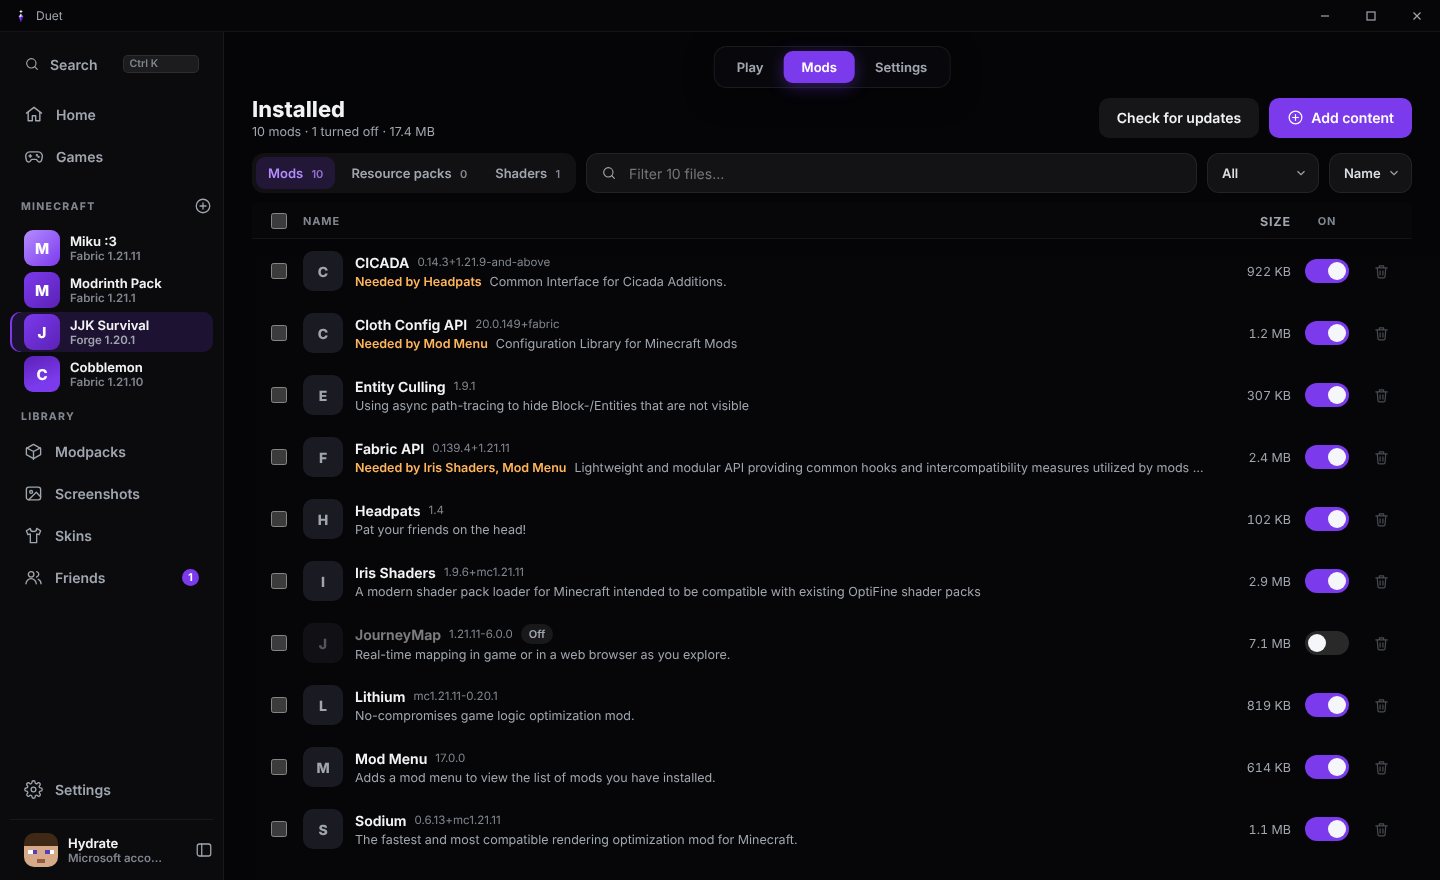 Duet
Search Ctrl K
Home
Games
MINECRAFT
M Miku :3
Fabric 1.21.11
M Modrinth Pack
Fabric 1.21.1
J JJK Survival
Forge 1.20.1
C Cobblemon
Fabric 1.21.10
LIBRARY
Modpacks
Screenshots
Skins
Friends 1
Settings
Hydrate
Microsoft acco...
Play Mods Settings
Installed
10 mods · 1 turned off · 17.4 MB
Check for updates Add content
Mods 10 Resource packs 0 Shaders 1 Filter 10 files... All Name
NAME SIZE ON
C CICADA 0.14.3+1.21.9-and-above 922 KB
Needed by Headpats Common Interface for Cicada Additions.
C Cloth Config API 20.0.149+fabric 1.2 MB
Needed by Mod Menu Configuration Library for Minecraft Mods
E Entity Culling 1.9.1 307 KB
Using async path-tracing to hide Block-/Entities that are not visible
F Fabric API 0.139.4+1.21.11 2.4 MB
Needed by Iris Shaders, Mod Menu Lightweight and modular API providing common hooks and intercompatibility measures utilized by mods ...
H Headpats 1.4 102 KB
Pat your friends on the head!
I Iris Shaders 1.9.6+mc1.21.11 2.9 MB
A modern shader pack loader for Minecraft intended to be compatible with existing OptiFine shader packs
J JourneyMap 1.21.11-6.0.0 Off 7.1 MB
Real-time mapping in game or in a web browser as you explore.
L Lithium mc1.21.11-0.20.1 819 KB
No-compromises game logic optimization mod.
M Mod Menu 17.0.0 614 KB
Adds a mod menu to view the list of mods you have installed.
S Sodium 0.6.13+mc1.21.11 1.1 MB
The fastest and most compatible rendering optimization mod for Minecraft.